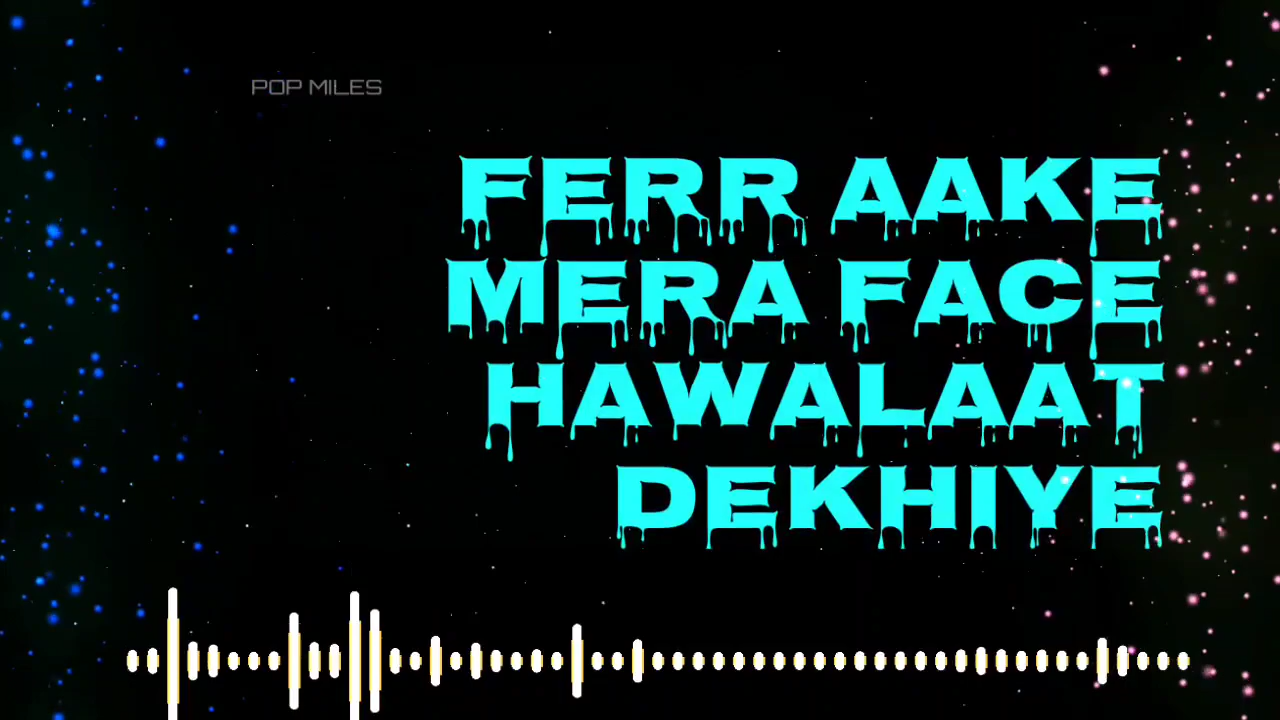 POP MILES
FERR AAKE
MERA FACE
HAWALAAT
DEKHIYE